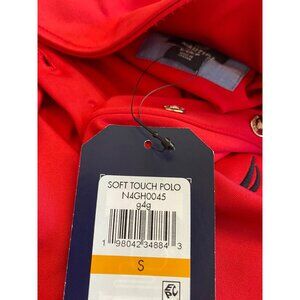 SOFT TOUCH POLO
N4GH0045
g4g
1 98042 34884 3
S